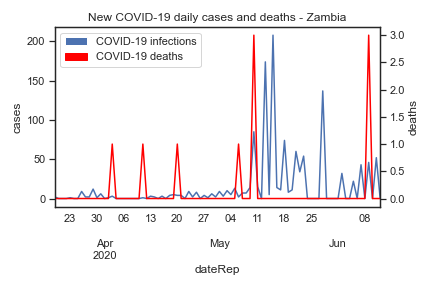 New COVID-19 daily cases and deaths - Zambia
COVID-19 infections
COVID-19 deaths
cases
200
150
100
50
0
deaths
3.0
2.5
2.0
1.5
1.0
0.5
0.0
23 30 06 13 20 27 04 11 18 25 08
Apr May Jun
2020
dateRep